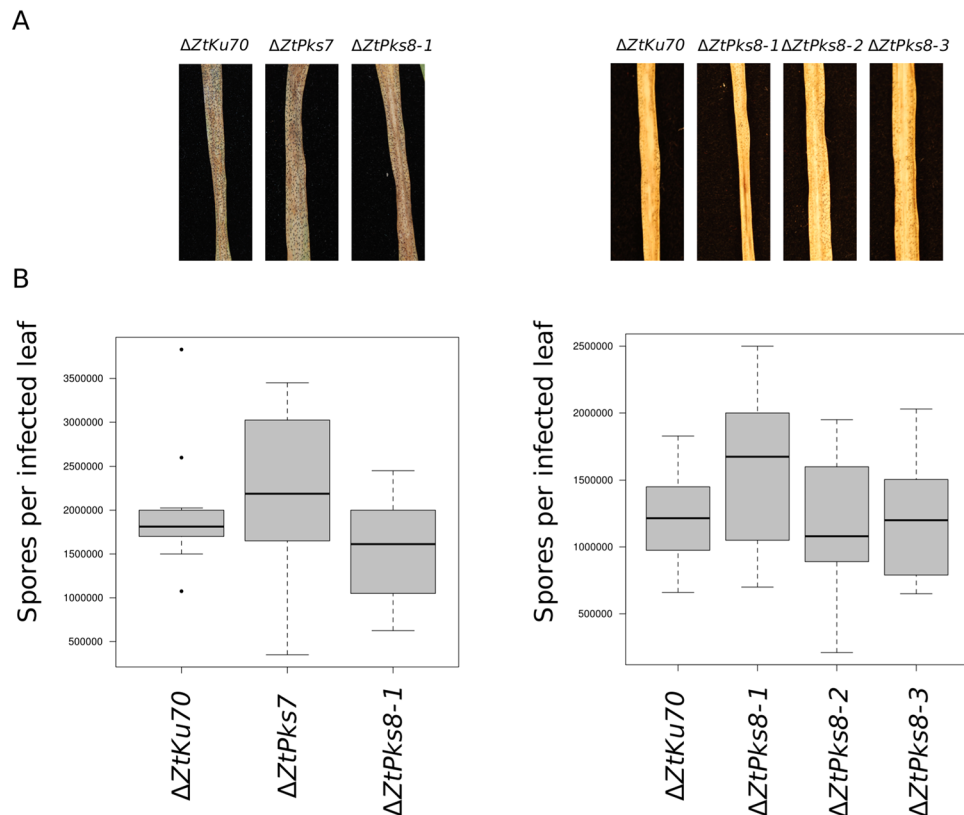 A
ΔZtKu70 ΔZtPks7 ΔZtPks8-1
ΔZtKu70 ΔZtPks8-1 ΔZtPks8-2 ΔZtPks8-3
B
Spores per infected leaf
3500000
3000000
2500000
2000000
1500000
1000000
500000
ΔZtKu70
ΔZtPks7
ΔZtPks8-1
Spores per infected leaf
2500000
2000000
1500000
1000000
500000
ΔZtKu70
ΔZtPks8-1
ΔZtPks8-2
ΔZtPks8-3